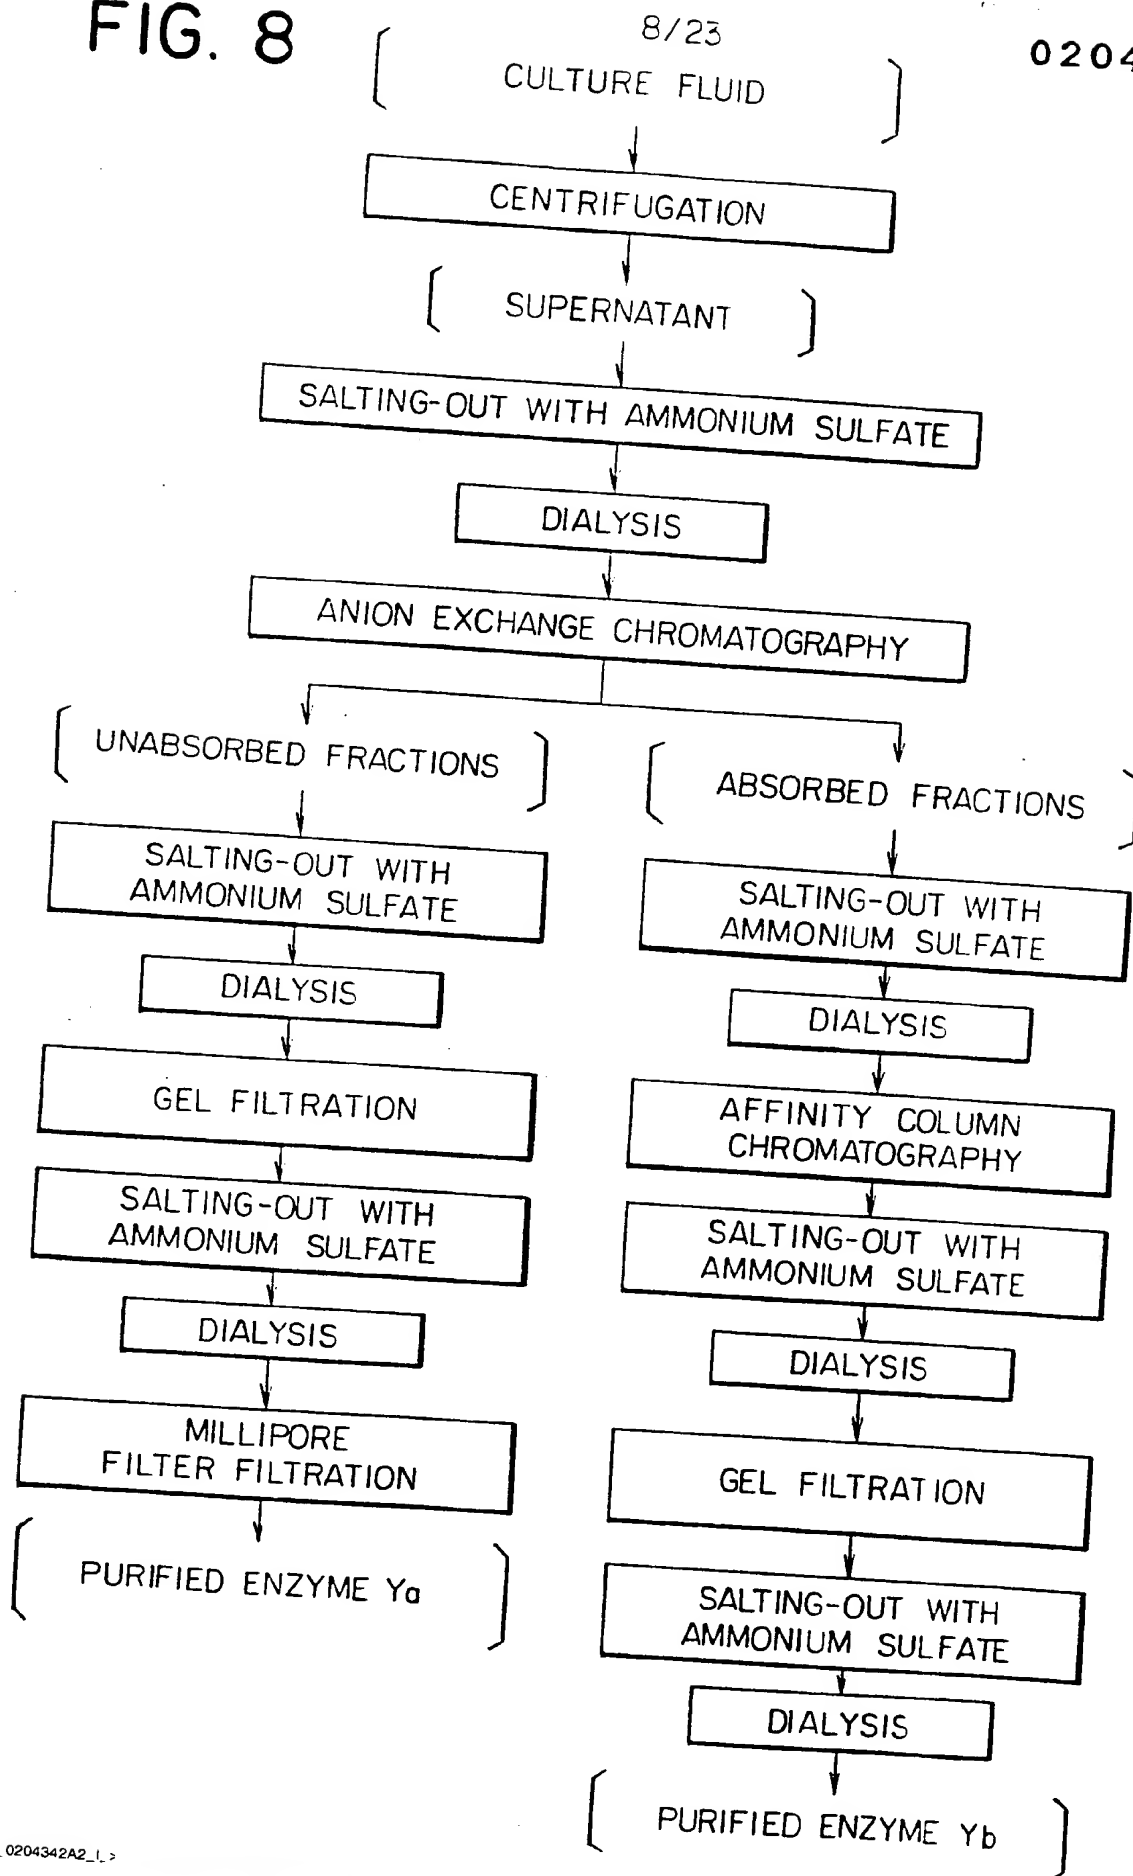 FIG. 8
8/23
0204
CULTURE FLUID
CENTRIFUGATION
SUPERNATANT
SALTING-OUT WITH AMMONIUM SULFATE
DIALYSIS
ANION EXCHANGE CHROMATOGRAPHY
UNABSORBED FRACTIONS
SALTING-OUT WITH
AMMONIUM SULFATE
DIALYSIS
GEL FILTRATION
SALTING-OUT WITH
AMMONIUM SULFATE
DIALYSIS
MILLIPORE
FILTER FILTRATION
PURIFIED ENZYME Ya
ABSORBED FRACTIONS
SALTING-OUT WITH
AMMONIUM SULFATE
DIALYSIS
AFFINITY COLUMN
CHROMATOGRAPHY
SALTING-OUT WITH
AMMONIUM SULFATE
DIALYSIS
GEL FILTRATION
SALTING-OUT WITH
AMMONIUM SULFATE
DIALYSIS
PURIFIED ENZYME Yb
0204342A2_I_>